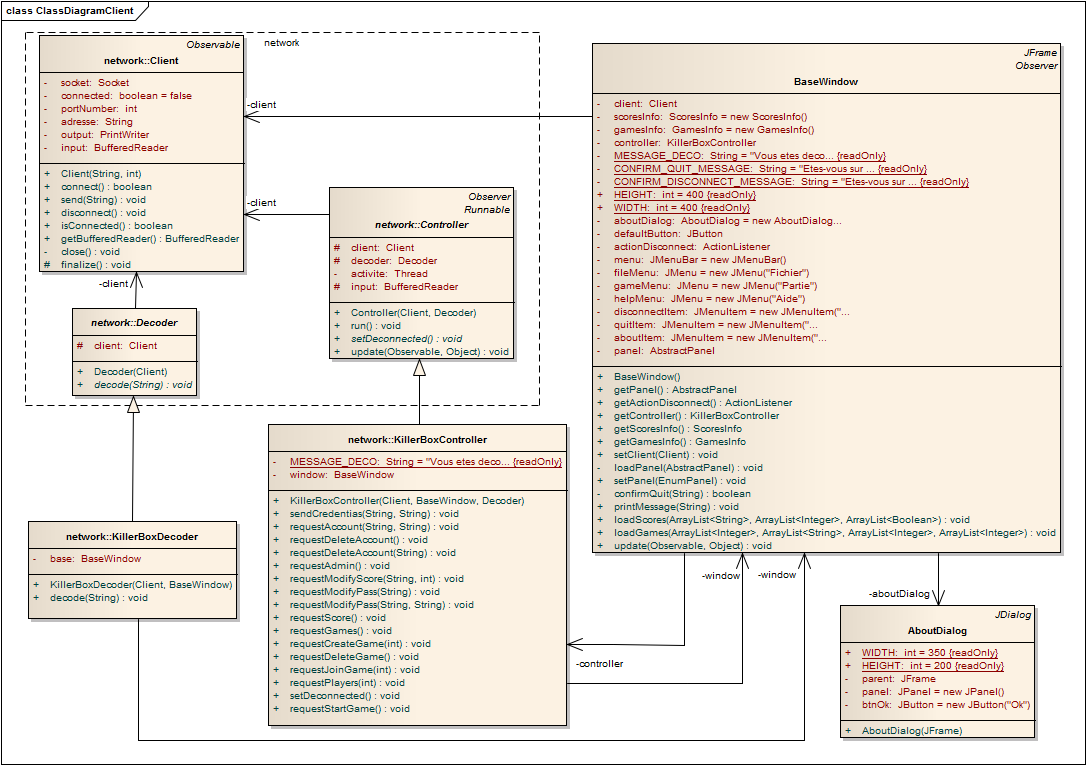 class ClassDiagramClient
network
Observable
network::Client
- socket: Socket
- connected: boolean = false
- portNumber: int
- adresse: String
- output: PrintWriter
- input: BufferedReader
+ Client(String, int)
+ connect() : boolean
+ send(String) : void
+ disconnect() : void
+ isConnected() : boolean
+ getBufferedReader() : BufferedReader
- close() : void
# finalize() : void
-client
-client
-client
Observer
Runnable
network::Controller
# client: Client
# decoder: Decoder
- activite: Thread
# input: BufferedReader
+ Controller(Client, Decoder)
+ run() : void
+ setDeconnected() : void
+ update(Observable, Object) : void
network::Decoder
# client: Client
+ Decoder(Client)
+ decode(String) : void
JFrame
Observer
BaseWindow
- client: Client
- scoresInfo: ScoresInfo = new ScoresInfo()
- gamesInfo: GamesInfo = new GamesInfo()
- controller: KillerBoxController
- MESSAGE_DECO: String = "Vous etes deco... {readOnly}
- CONFIRM_QUIT_MESSAGE: String = "Etes-vous sur ... {readOnly}
- CONFIRM_DISCONNECT_MESSAGE: String = "Etes-vous sur ... {readOnly}
+ HEIGHT: int = 400 {readOnly}
+ WIDTH: int = 400 {readOnly}
- aboutDialog: AboutDialog = new AboutDialog...
- defaultButton: JButton
- actionDisconnect: ActionListener
- menu: JMenuBar = new JMenuBar()
- fileMenu: JMenu = new JMenu("Fichier")
- gameMenu: JMenu = new JMenu("Partie")
- helpMenu: JMenu = new JMenu("Aide")
- disconnectItem: JMenuItem = new JMenuItem("...
- quitItem: JMenuItem = new JMenuItem("...
- aboutItem: JMenuItem = new JMenuItem("...
- panel: AbstractPanel
+ BaseWindow()
+ getPanel() : AbstractPanel
+ getActionDisconnect() : ActionListener
+ getController() : KillerBoxController
+ getScoresInfo() : ScoresInfo
+ getGamesInfo() : GamesInfo
+ setClient(Client) : void
- loadPanel(AbstractPanel) : void
+ setPanel(EnumPanel) : void
- confirmQuit(String) : boolean
+ printMessage(String) : void
+ loadScores(ArrayList<String>, ArrayList<Integer>, ArrayList<Boolean>) : void
+ loadGames(ArrayList<Integer>, ArrayList<String>, ArrayList<Integer>, ArrayList<Integer>) : void
+ update(Observable, Object) : void
network::KillerBoxController
- MESSAGE_DECO: String = "Vous etes deco... {readOnly}
- window: BaseWindow
+ KillerBoxController(Client, BaseWindow, Decoder)
+ sendCredentias(String, String) : void
+ requestAccount(String, String) : void
+ requestDeleteAccount() : void
+ requestDeleteAccount(String) : void
+ requestAdmin() : void
+ requestModifyScore(String, int) : void
+ requestModifyPass(String) : void
+ requestModifyPass(String, String) : void
+ requestScore() : void
+ requestGames() : void
+ requestCreateGame(int) : void
+ requestDeleteGame() : void
+ requestJoinGame(int) : void
+ requestPlayers(int) : void
+ setDeconnected() : void
+ requestStartGame() : void
network::KillerBoxDecoder
- base: BaseWindow
+ KillerBoxDecoder(Client, BaseWindow)
+ decode(String) : void
-window
-window
-aboutDialog
-controller
JDialog
AboutDialog
+ WIDTH: int = 350 {readOnly}
+ HEIGHT: int = 200 {readOnly}
- parent: JFrame
- panel: JPanel = new JPanel()
- btnOk: JButton = new JButton("Ok")
+ AboutDialog(JFrame)